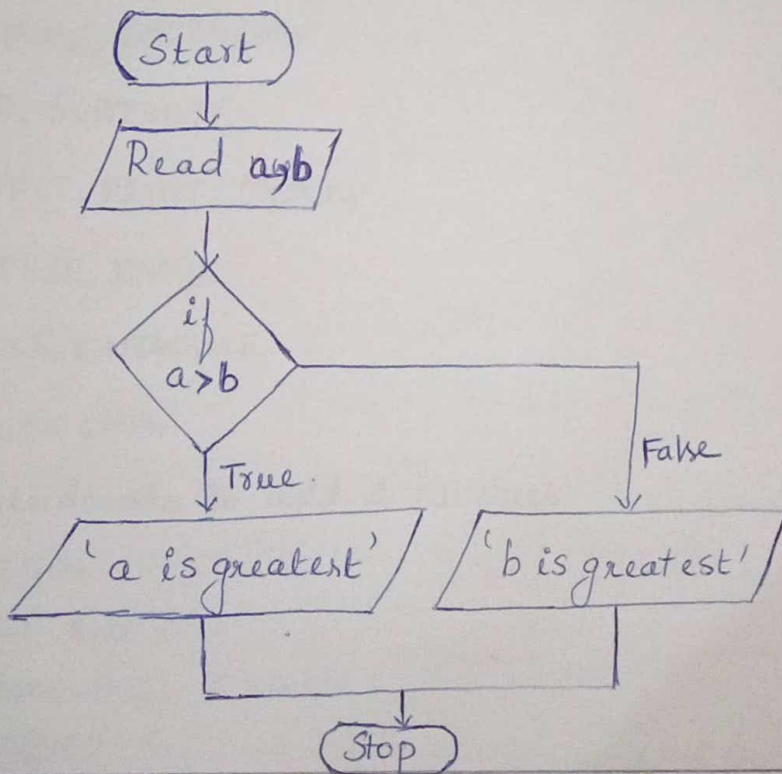 Start
Read a,b
if
a>b
True.
False
'a is greatest'
'b is greatest'
Stop